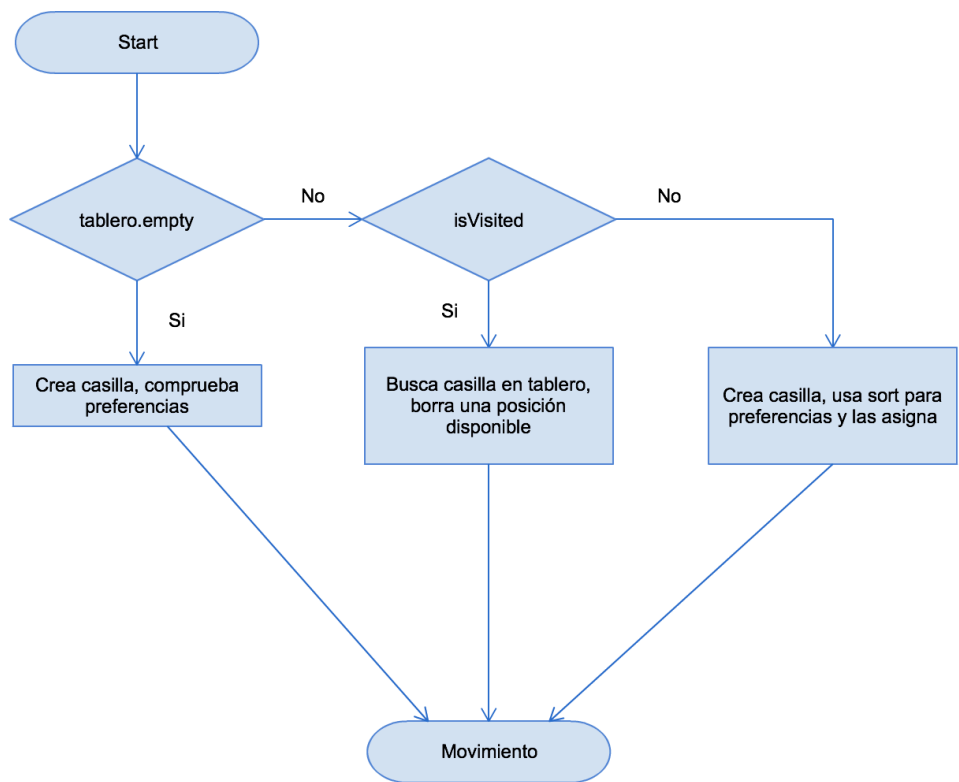 Start
tablero.empty
No
isVisited
No
Si
Si
Crea casilla, comprueba
preferencias
Busca casilla en tablero,
borra una posición
disponible
Crea casilla, usa sort para
preferencias y las asigna
Movimiento